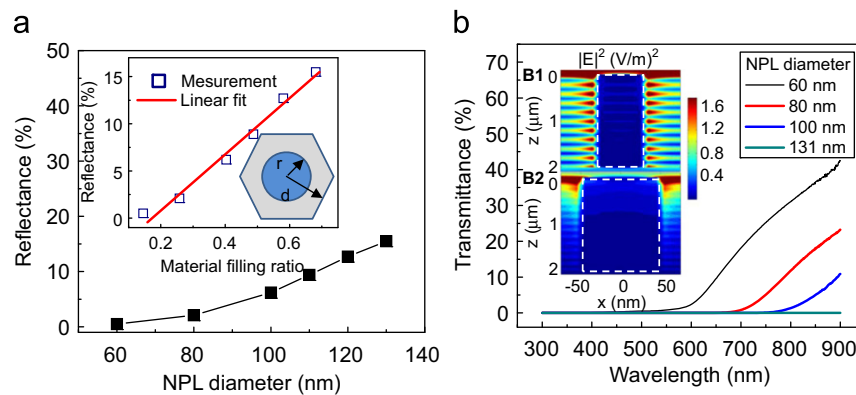 a
50
40
30
20
10
0
Reflectance (%)
60
80
100
120
140
NPL diameter (nm)
15
10
5
0
Reflectance (%)
0.2
0.4
0.6
Material filling ratio
Mesurement
Linear fit
r
d
b
70
60
50
40
30
20
10
0
Transmittance (%)
300
400
500
600
700
800
900
Wavelength (nm)
|E|² (V/m)²
B1
0
1
2
z (μm)
B2
0
1
2
z (μm)
-50
0
50
x (nm)
1.6
1.2
0.8
0.4
NPL diameter
60 nm
80 nm
100 nm
131 nm